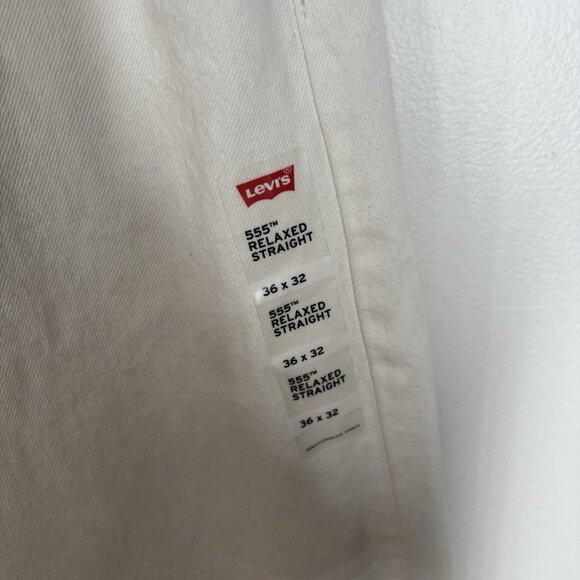 Levi's®
555™
RELAXED
STRAIGHT
36 x 32
555™
RELAXED
STRAIGHT
36 x 32
555™
RELAXED
STRAIGHT
36 x 32